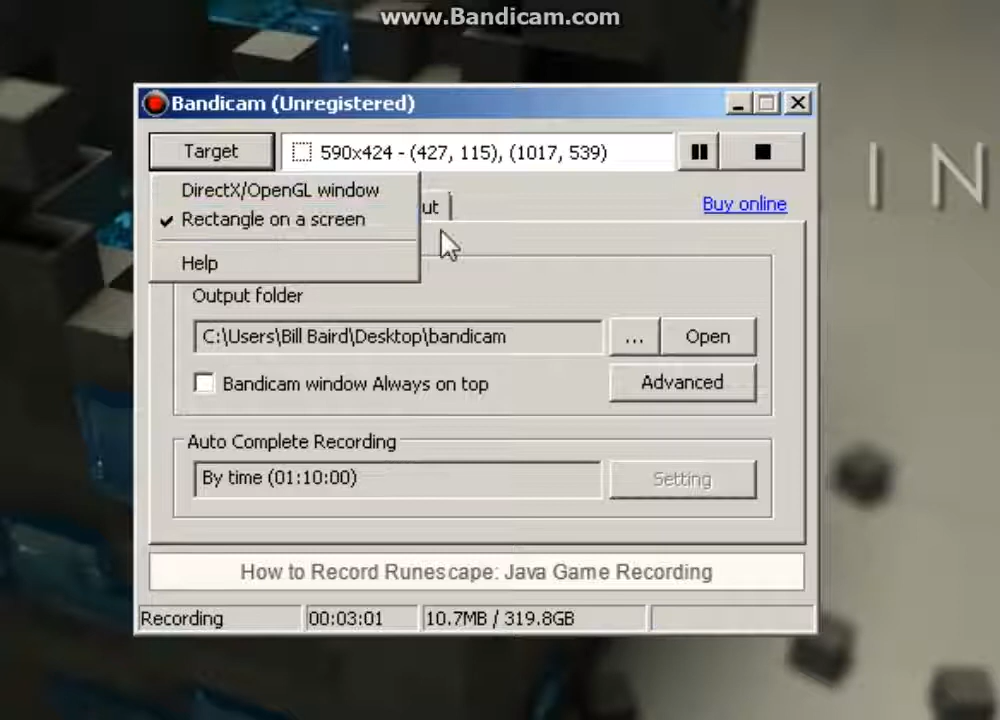 www.Bandicam.com
Bandicam (Unregistered)
Target
590x424 - (427, 115), (1017, 539)
DirectX/OpenGL window
Rectangle on a screen
Help
ut
Buy online
I N
Output folder
C:\Users\Bill Baird\Desktop\bandicam
...
Open
Bandicam window Always on top
Advanced
Auto Complete Recording
By time (01:10:00)
Setting
How to Record Runescape: Java Game Recording
Recording
00:03:01
10.7MB / 319.8GB